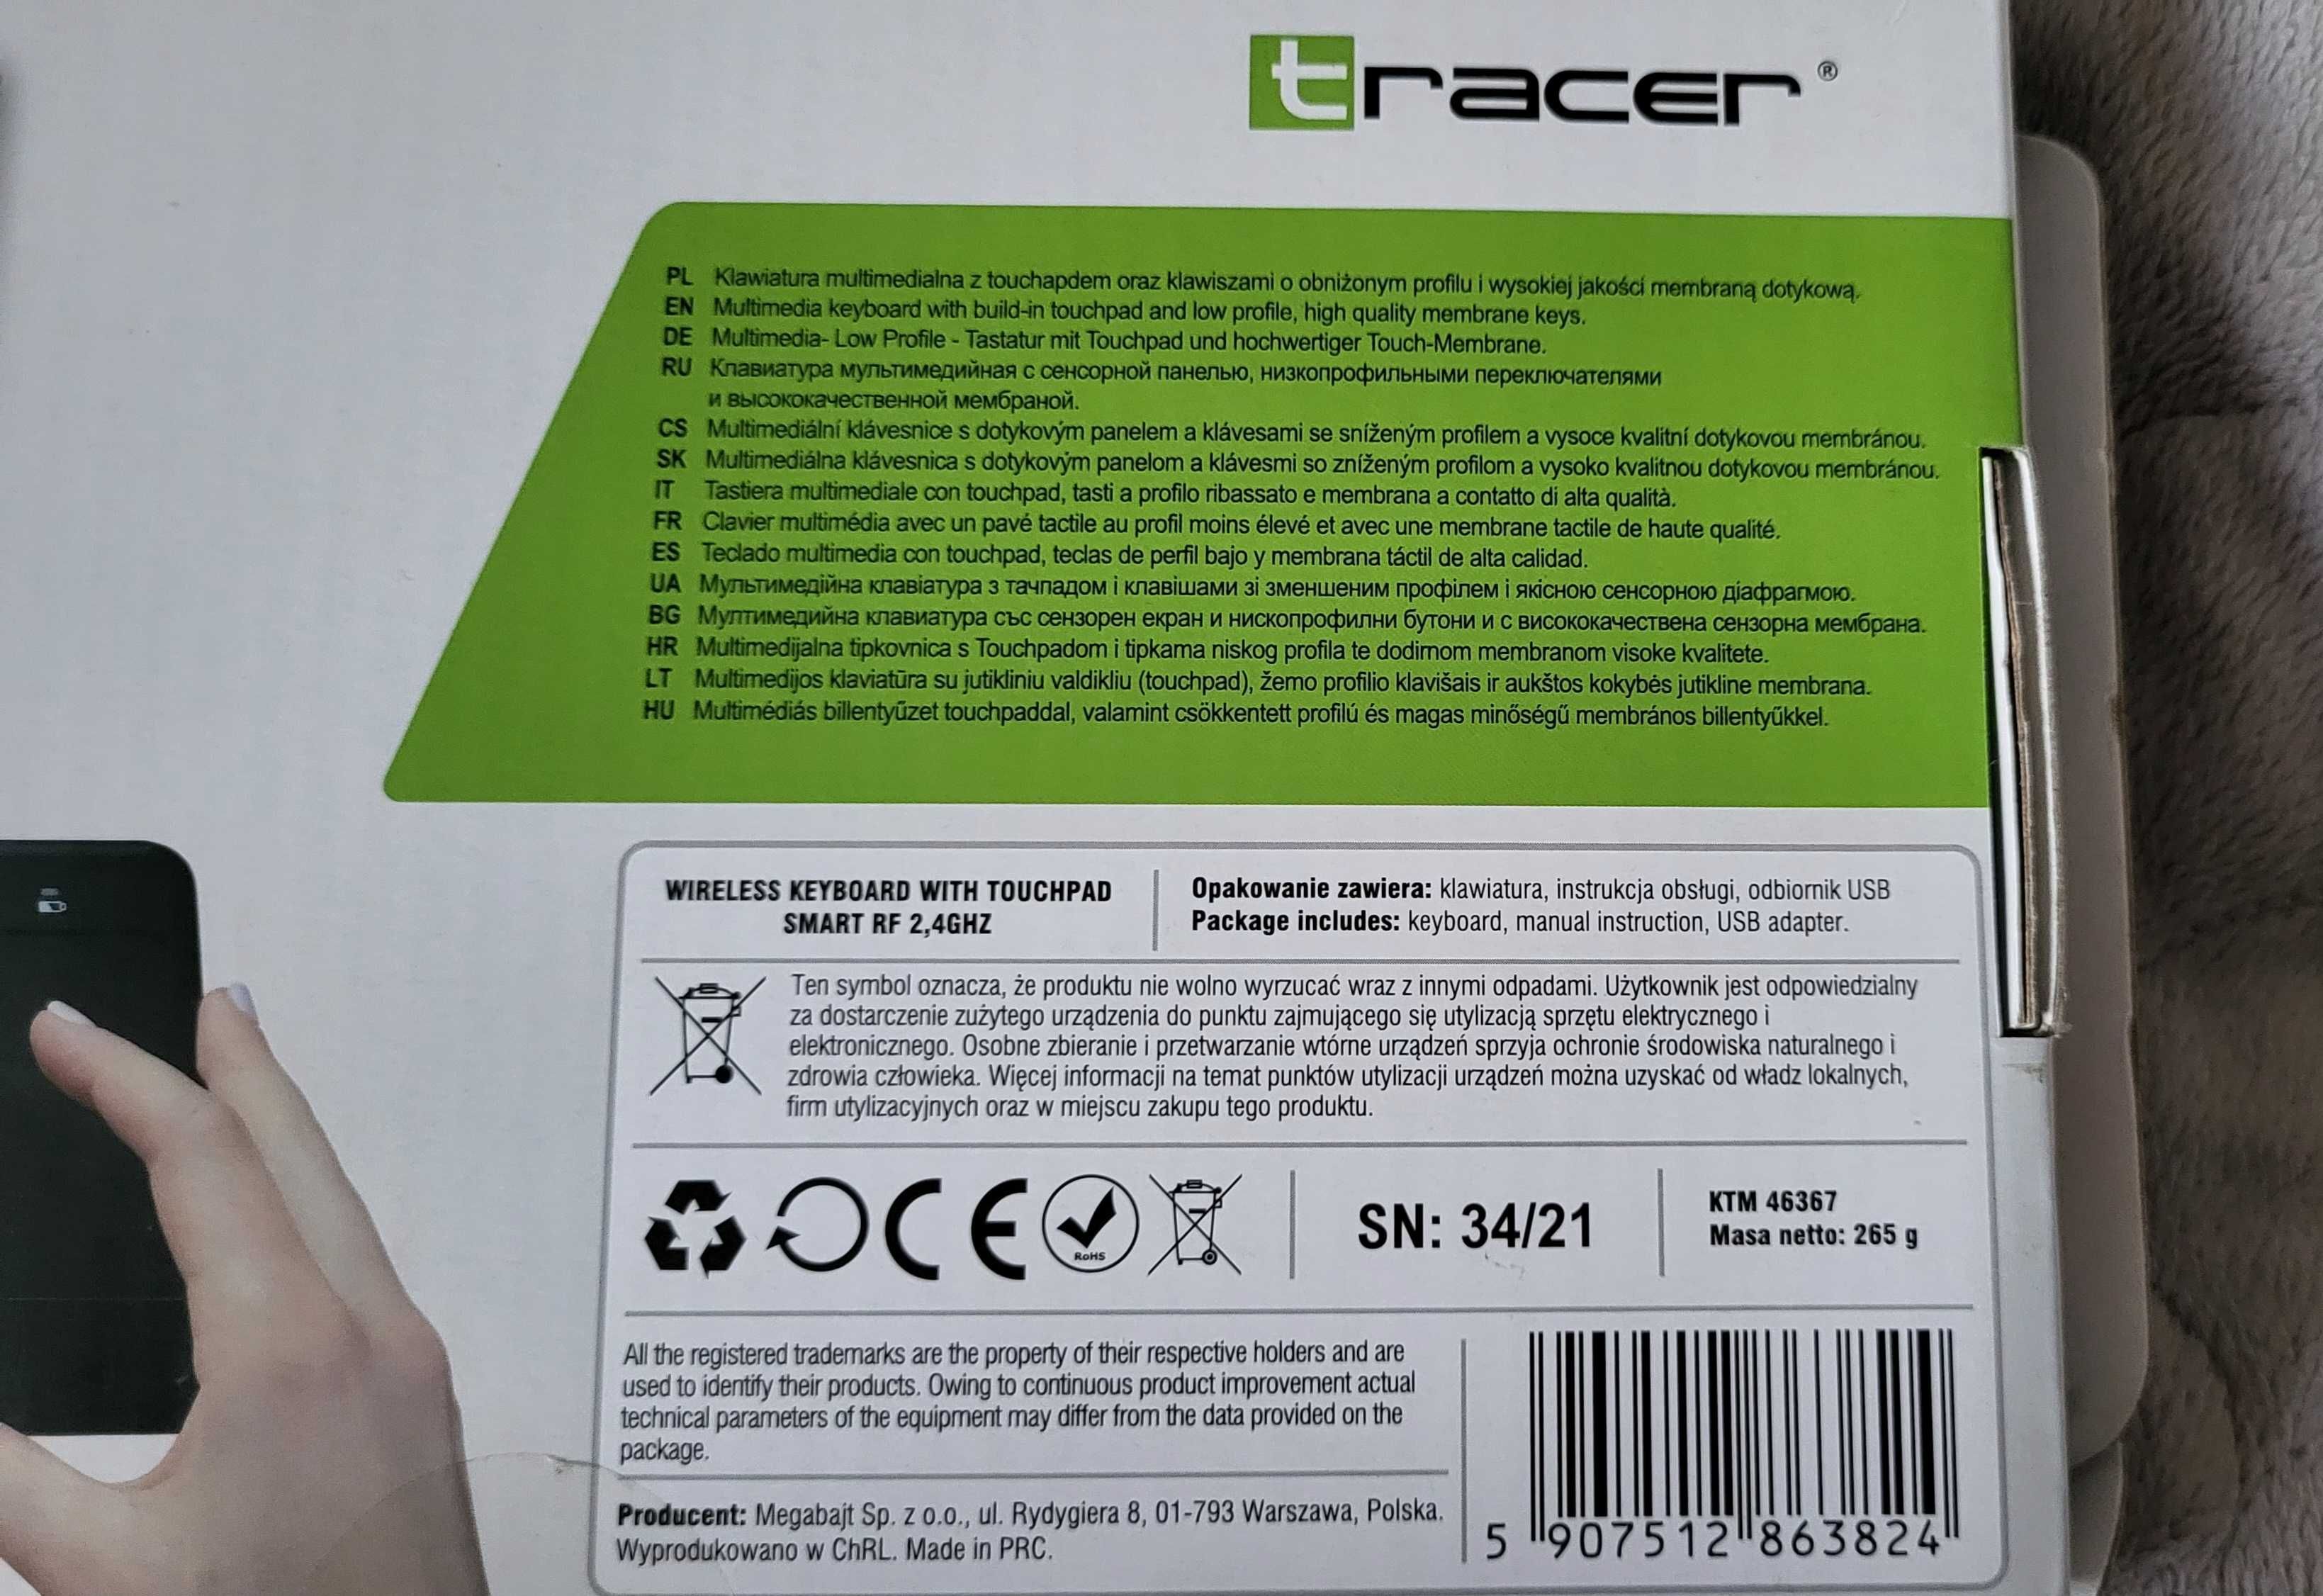 tracer®
PL Klawiatura multimedialna z touchapdem oraz klawiszami o obniżonym profilu i wysokiej jakości membraną dotykową.
EN Multimedia keyboard with build-in touchpad and low profile, high quality membrane keys.
DE Multimedia- Low Profile - Tastatur mit Touchpad und hochwertiger Touch-Membrane.
RU Клавиатура мультимедийная с сенсорной панелью, низкопрофильными переключателями
и высококачественной мембраной.
CS Multimediální klávesnice s dotykovým panelem a klávesami se sníženým profilem a vysoce kvalitní dotykovou membránou.
SK Multimediálna klávesnica s dotykovým panelom a klávesmi so zníženým profilom a vysoko kvalitnou dotykovou membránou.
IT Tastiera multimediale con touchpad, tasti a profilo ribassato e membrana a contatto di alta qualità.
FR Clavier multimédia avec un pavé tactile au profil moins élevé et avec une membrane tactile de haute qualité.
ES Teclado multimedia con touchpad, teclas de perfil bajo y membrana táctil de alta calidad.
UA Мультимедійна клавіатура з тачпадом і клавішами зі зменшеним профілем і якісною сенсорною діафрагмою.
BG Мултимедийна клавиатура със сензорен екран и нископрофилни бутони и с висококачествена сензорна мембрана.
HR Multimedijalna tipkovnica s Touchpadom i tipkama niskog profila te dodirnom membranom visoke kvalitete.
LT Multimedijos klaviatūra su jutikliniu valdikliu (touchpad), žemo profilio klavišais ir aukštos kokybės jutikline membrana.
HU Multimédiás billentyűzet touchpaddal, valamint csökkentett profilú és magas minőségű membrános billentyűkkel.
WIRELESS KEYBOARD WITH TOUCHPAD
SMART RF 2,4GHZ
Opakowanie zawiera: klawiatura, instrukcja obsługi, odbiornik USB
Package includes: keyboard, manual instruction, USB adapter.
Ten symbol oznacza, że produktu nie wolno wyrzucać wraz z innymi odpadami. Użytkownik jest odpowiedzialny
za dostarczenie zużytego urządzenia do punktu zajmującego się utylizacją sprzętu elektrycznego i
elektronicznego. Osobne zbieranie i przetwarzanie wtórne urządzeń sprzyja ochronie środowiska naturalnego i
zdrowia człowieka. Więcej informacji na temat punktów utylizacji urządzeń można uzyskać od władz lokalnych,
firm utylizacyjnych oraz w miejscu zakupu tego produktu.
CE
RoHS
SN: 34/21
KTM 46367
Masa netto: 265 g
All the registered trademarks are the property of their respective holders and are
used to identify their products. Owing to continuous product improvement actual
technical parameters of the equipment may differ from the data provided on the
package.
Producent: Megabajt Sp. z o.o., ul. Rydygiera 8, 01-793 Warszawa, Polska.
Wyprodukowano w ChRL. Made in PRC.
5 907512 863824